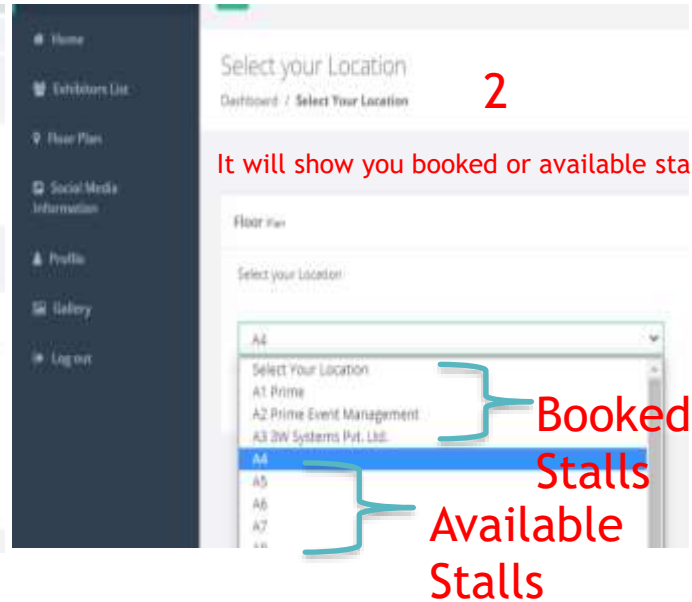 Home
Exhibitors List
Floor Plan
Social Media
Information
Profile
Gallery
Log out
Select your Location
Dashboard / Select Your Location
2
It will show you booked or available sta
Floor Plan
Select your Location
A4
Select Your Location
A1 Prime
A2 Prime Event Management
A3 3W Systems Pvt. Ltd.
A4
A5
A6
A7
A8
Booked
Stalls
Available
Stalls